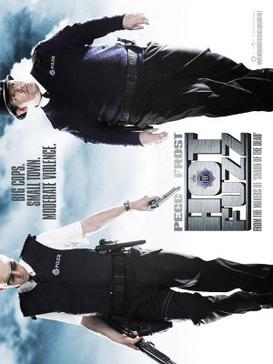 BIG COPS.
SMALL TOWN.
MODERATE VIOLENCE.
POLICE
POLICE
PEGG FROST
HOT
FUZZ
FROM THE MAKERS OF 'SHAUN OF THE DEAD'